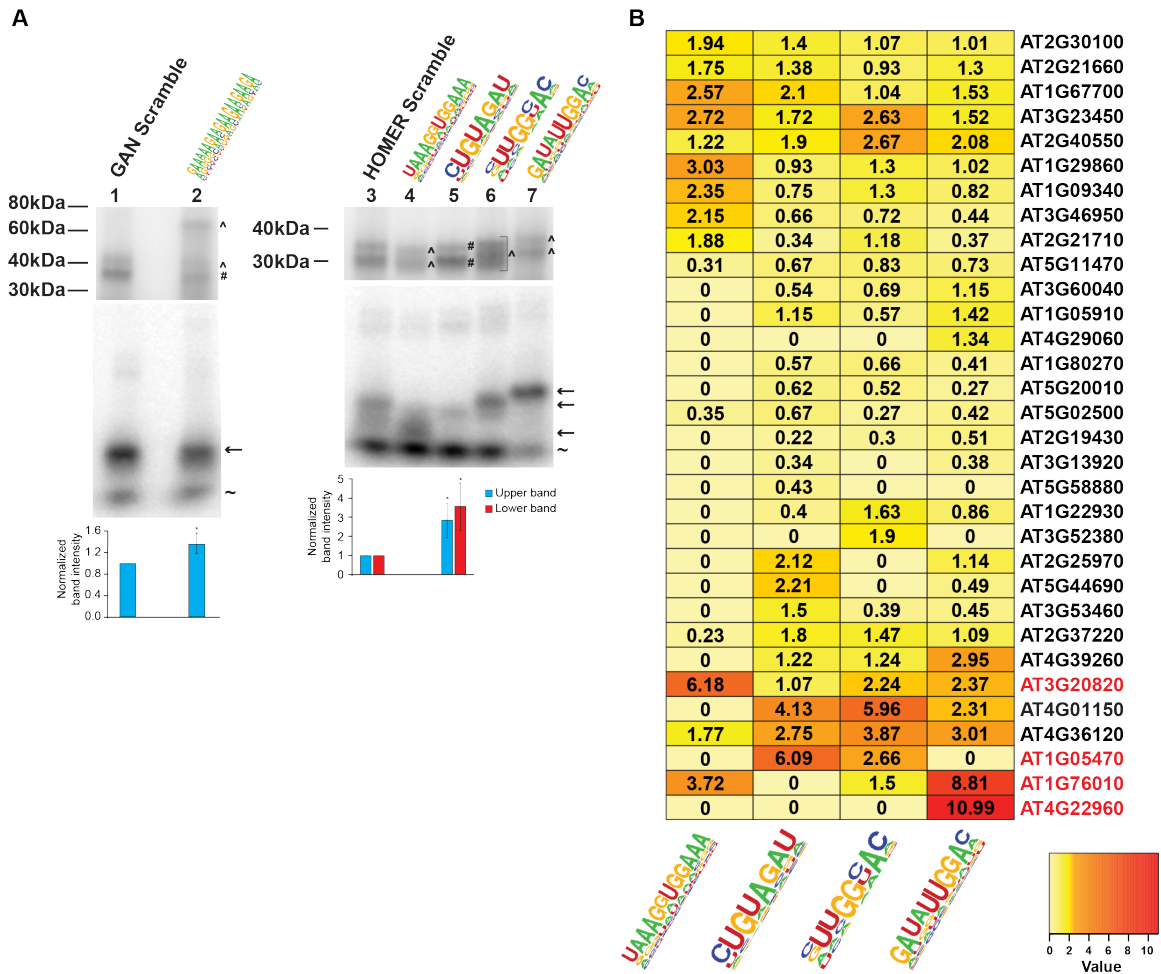 A
B
GAN Scramble
HOMER Scramble
UAAAGGUGGAAA
CUGUAGAU
GAUAUUGGAC
1 2
3 4 5 6 7
80kDa
60kDa
40kDa
30kDa
40kDa
30kDa
^
^
#
^
^
#
#
^
^
^
←
~
←
←
←
~
Normalized
band intensity
1.6
1.2
0.8
0.4
0.0
*
Normalized
band intensity
5
4
3
2
1
0
*
*
Upper band
Lower band
1.94 1.4 1.07 1.01 AT2G30100
1.75 1.38 0.93 1.3 AT2G21660
2.57 2.1 1.04 1.53 AT1G67700
2.72 1.72 2.63 1.52 AT3G23450
1.22 1.9 2.67 2.08 AT2G40550
3.03 0.93 1.3 1.02 AT1G29860
2.35 0.75 1.3 0.82 AT1G09340
2.15 0.66 0.72 0.44 AT3G46950
1.88 0.34 1.18 0.37 AT2G21710
0.31 0.67 0.83 0.73 AT5G11470
0 0.54 0.69 1.15 AT3G60040
0 1.15 0.57 1.42 AT1G05910
0 0 0 1.34 AT4G29060
0 0.57 0.66 0.41 AT1G80270
0 0.62 0.52 0.27 AT5G20010
0.35 0.67 0.27 0.42 AT5G02500
0 0.22 0.3 0.51 AT2G19430
0 0.34 0 0.38 AT3G13920
0 0.43 0 0 AT5G58880
0 0.4 1.63 0.86 AT1G22930
0 0 1.9 0 AT3G52380
0 2.12 0 1.14 AT2G25970
0 2.21 0 0.49 AT5G44690
0 1.5 0.39 0.45 AT3G53460
0.23 1.8 1.47 1.09 AT2G37220
0 1.22 1.24 2.95 AT4G39260
6.18 1.07 2.24 2.37 AT3G20820
0 4.13 5.96 2.31 AT4G01150
1.77 2.75 3.87 3.01 AT4G36120
0 6.09 2.66 0 AT1G05470
3.72 0 1.5 8.81 AT1G76010
0 0 0 10.99 AT4G22960
UAAAGGUGGAAA
CUGUAGAU
GAUAUUGGAC
0 2 4 6 8 10
Value